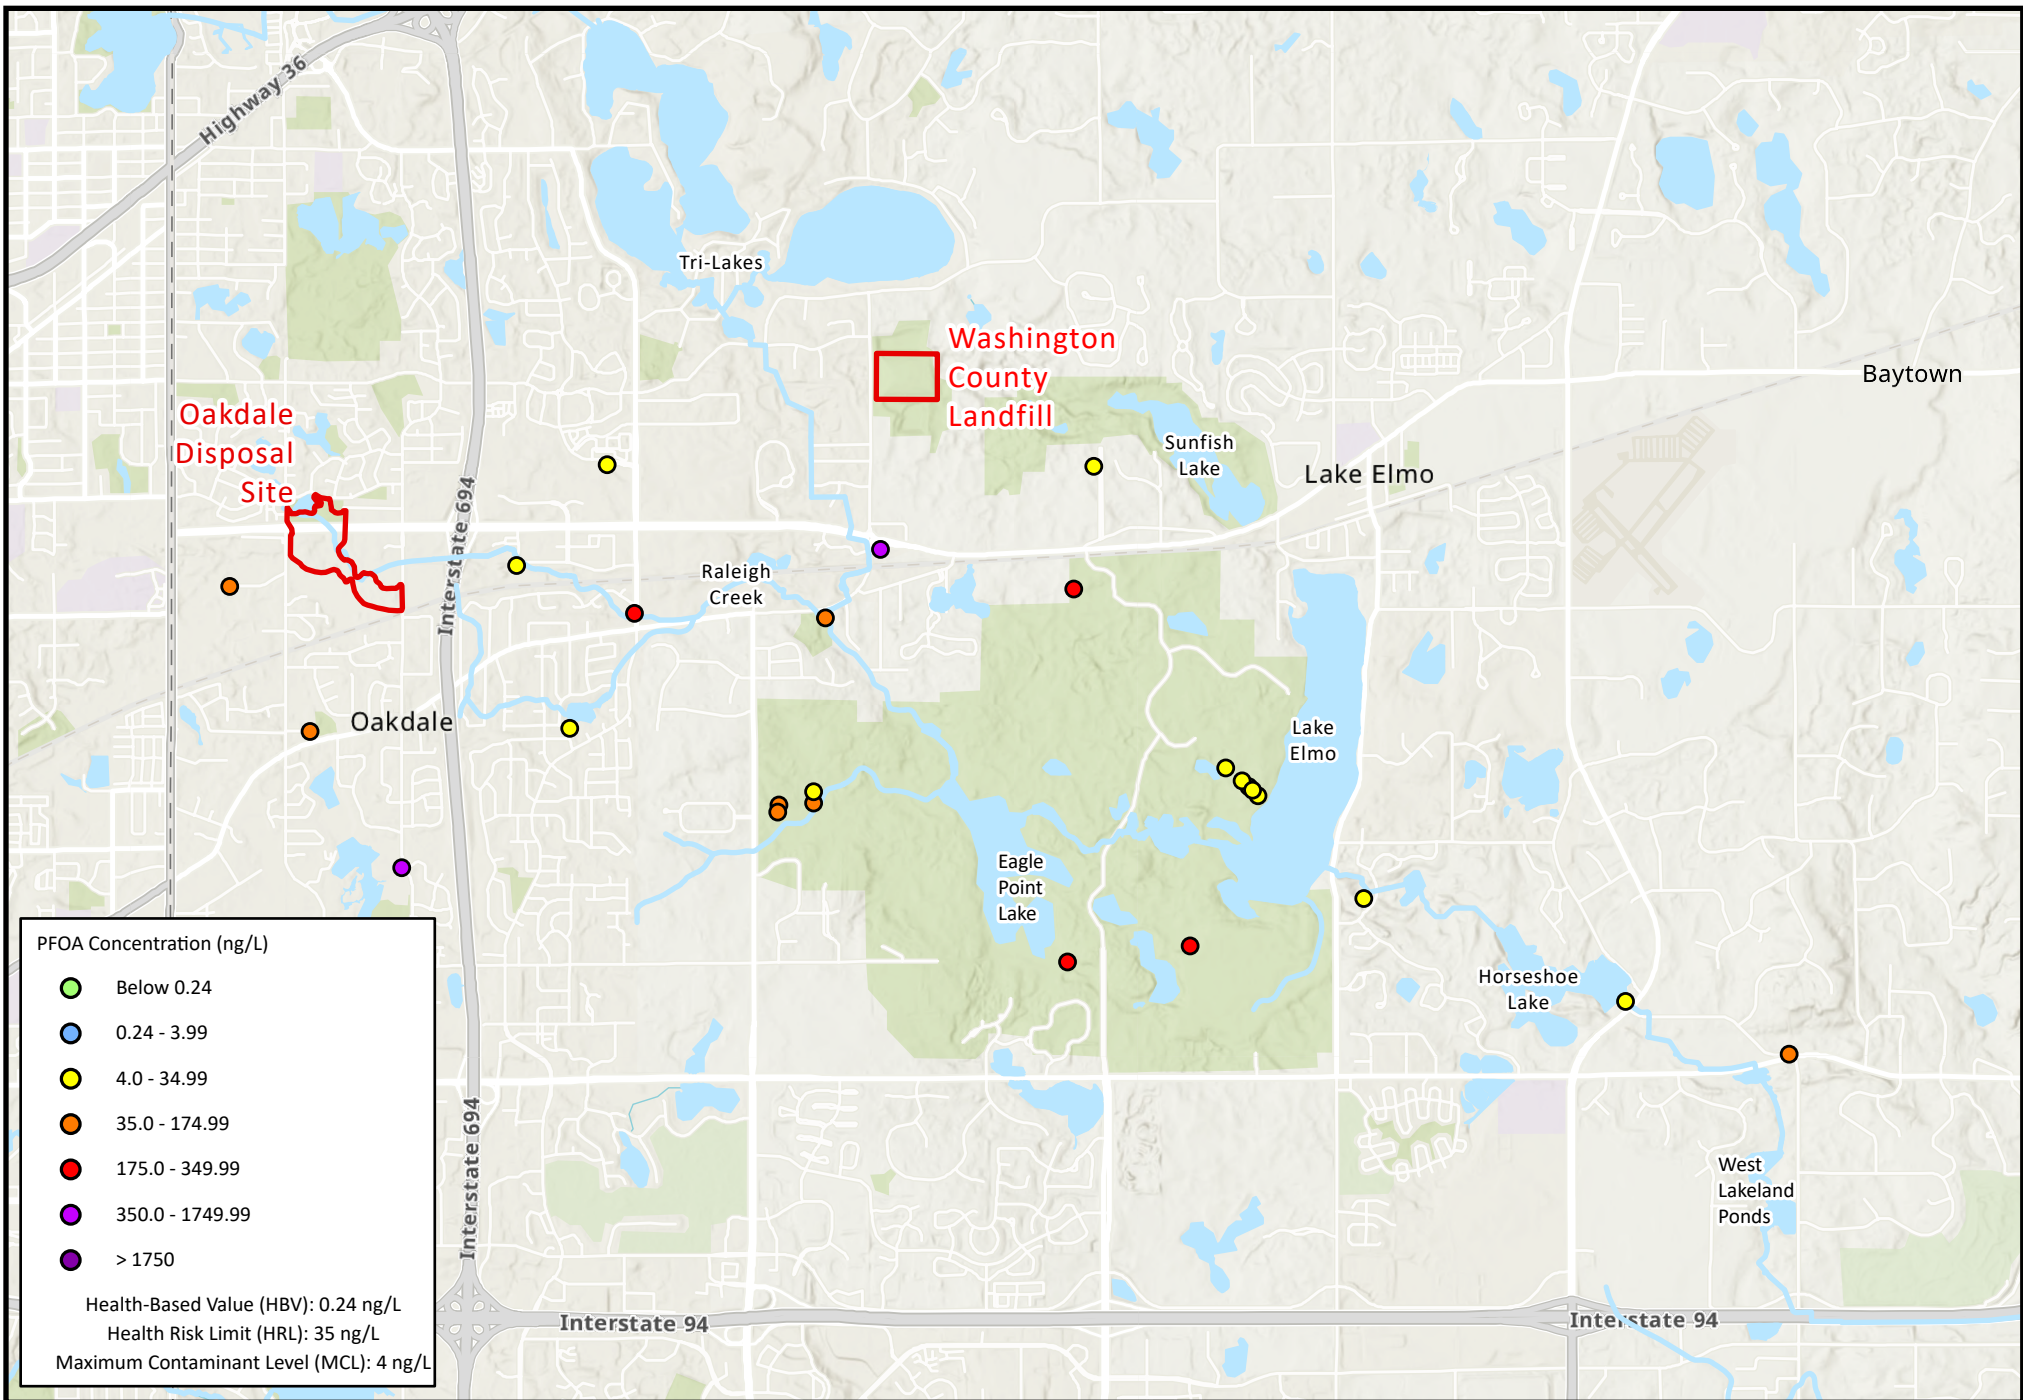 Highway 36
Tri-Lakes
Washington
County
Landfill
Baytown
Oakdale
Disposal
Site
Sunfish
Lake
Lake Elmo
Interstate 694
Raleigh
Creek
Oakdale
Lake
Elmo
Eagle
Point
Lake
Horseshoe
Lake
West
Lakeland
Ponds
Interstate 694
Interstate 94
Interstate 94
PFOA Concentration (ng/L)
Below 0.24
0.24 - 3.99
4.0 - 34.99
35.0 - 174.99
175.0 - 349.99
350.0 - 1749.99
> 1750
Health-Based Value (HBV): 0.24 ng/L
Health Risk Limit (HRL): 35 ng/L
Maximum Contaminant Level (MCL): 4 ng/L